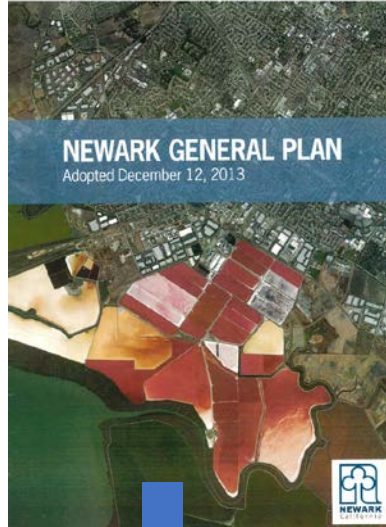 NEWARK GENERAL PLAN
Adopted December 12, 2013
NEWARK
California